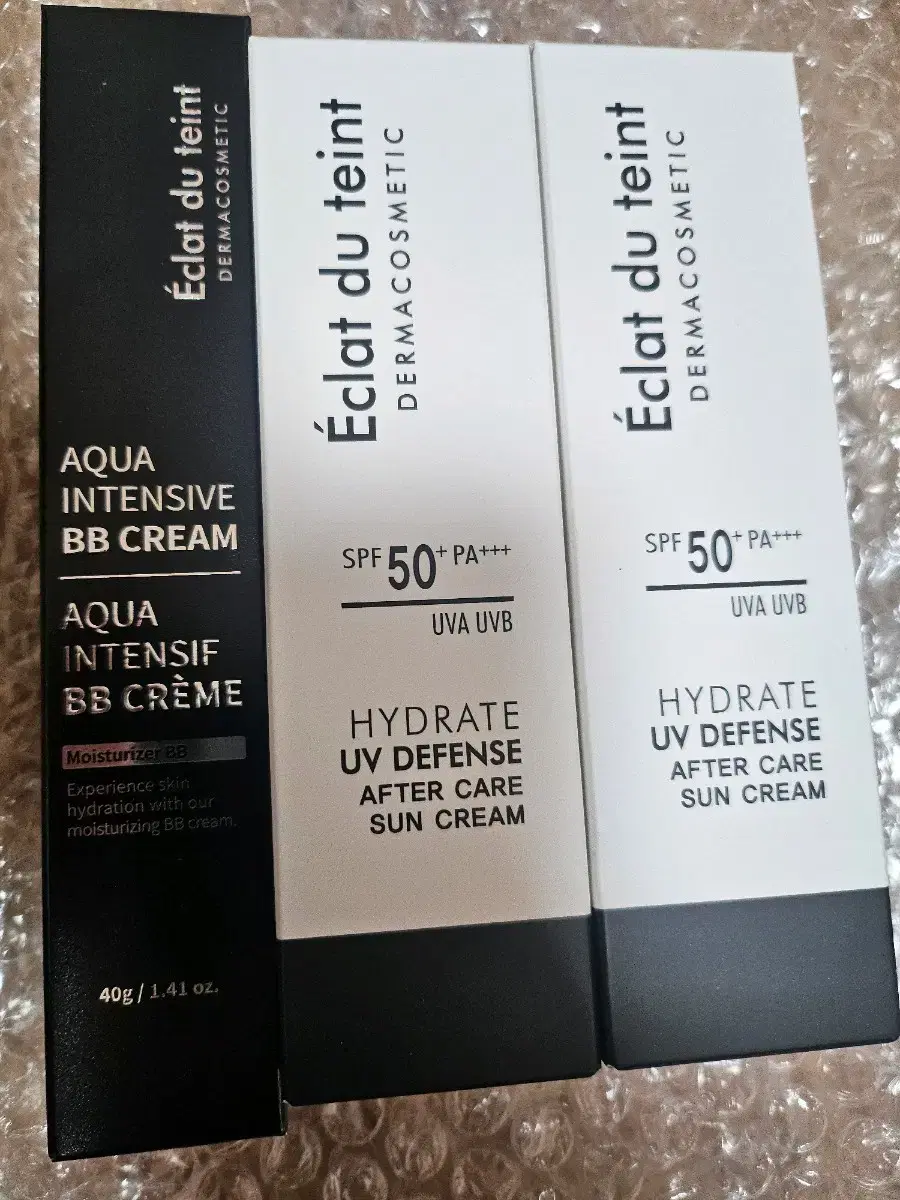 Éclat du teint
DERMACOSMETIC
AQUA
INTENSIVE
BB CREAM
AQUA
INTENSIF
BB CRÈME
Moisturizer BB
Experience skin
hydration with our
moisturizing BB cream.
40g / 1.41 oz.
Éclat du teint
DERMACOSMETIC
SPF 50+ PA+++
UVA UVB
HYDRATE
UV DEFENSE
AFTER CARE
SUN CREAM
Éclat du teint
DERMACOSMETIC
SPF 50+ PA+++
UVA UVB
HYDRATE
UV DEFENSE
AFTER CARE
SUN CREAM